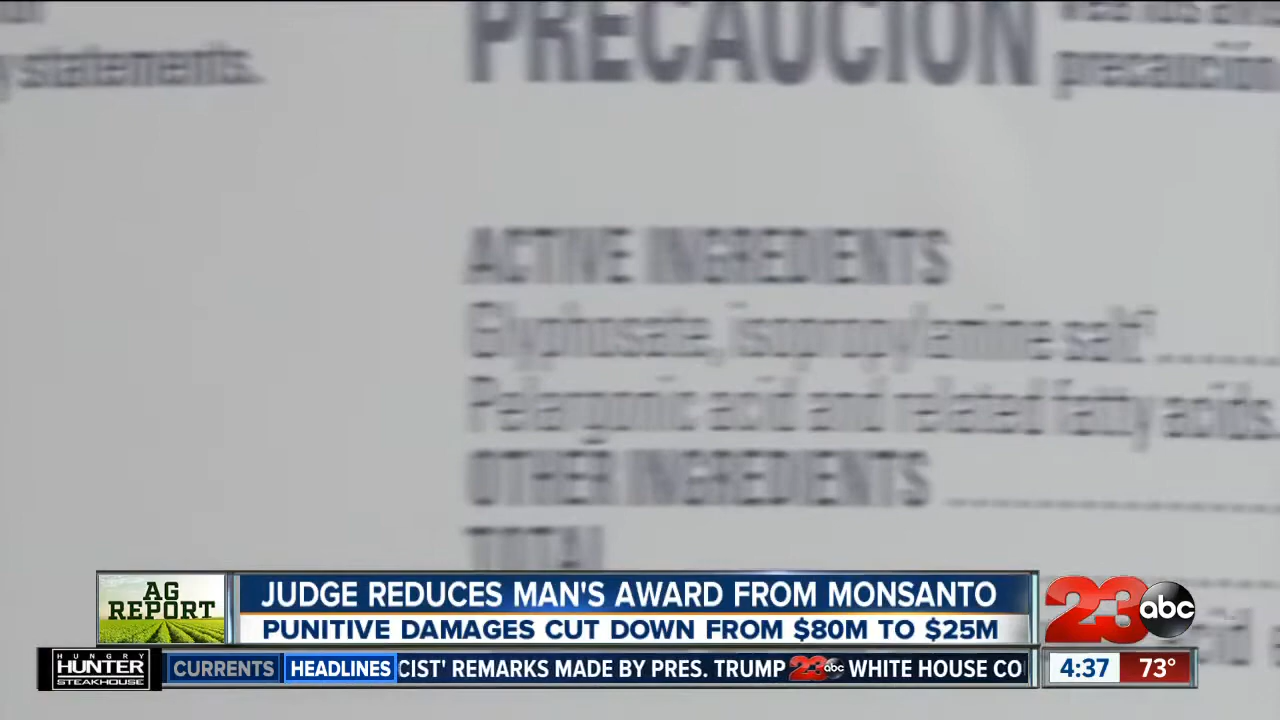 y statements.
PRECAUCIÓN
precaución
ACTIVE INGREDIENTS
Glyphosate, isopropylamine salt*
Pelargonic acid and related fatty acids.
OTHER INGREDIENTS
TOTAL
AG REPORT
JUDGE REDUCES MAN'S AWARD FROM MONSANTO
PUNITIVE DAMAGES CUT DOWN FROM $80M TO $25M
23 abc
HUNGRY
HUNTER
STEAKHOUSE
CURRENTS HEADLINES CIST' REMARKS MADE BY PRES. TRUMP 23 abc WHITE HOUSE CO
4:37 73°